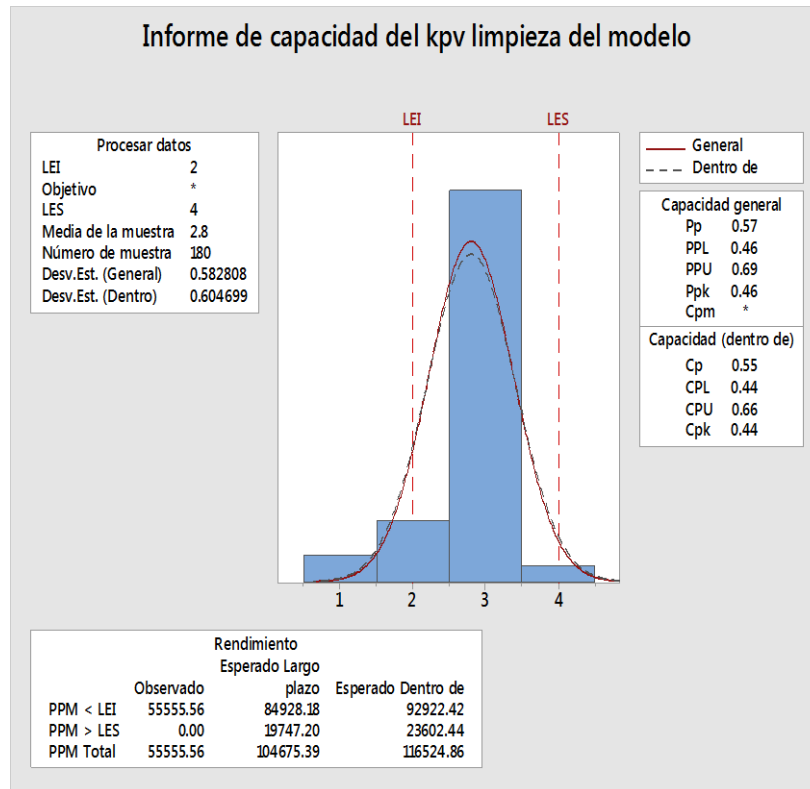 Informe de capacidad del kpv limpieza del modelo
Procesar datos
LEI 2
Objetivo *
LES 4
Media de la muestra 2.8
Número de muestra 180
Desv.Est. (General) 0.582808
Desv.Est. (Dentro) 0.604699
LEI LES
General
Dentro de
Capacidad general
Pp 0.57
PPL 0.46
PPU 0.69
Ppk 0.46
Cpm *
Capacidad (dentro de)
Cp 0.55
CPL 0.44
CPU 0.66
Cpk 0.44
1 2 3 4
Rendimiento
Esperado Largo
Observado plazo Esperado Dentro de
PPM < LEI 55555.56 84928.18 92922.42
PPM > LES 0.00 19747.20 23602.44
PPM Total 55555.56 104675.39 116524.86